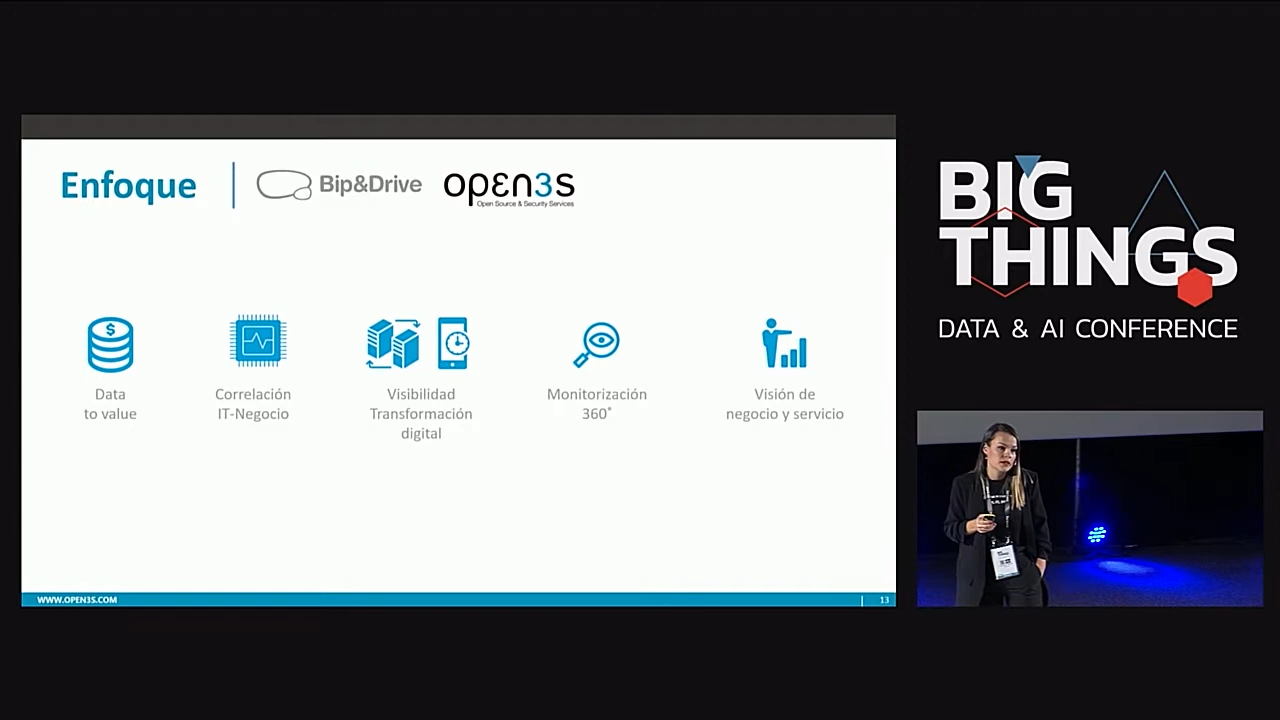 Enfoque
Bip&Drive
open3s
Open Source & Security Services
$
Data
to value
Correlación
IT-Negocio
Visibilidad
Transformación
digital
Monitorización
360°
Visión de
negocio y servicio
WWW.OPEN3S.COM
13
BIG
THINGS
DATA & AI CONFERENCE